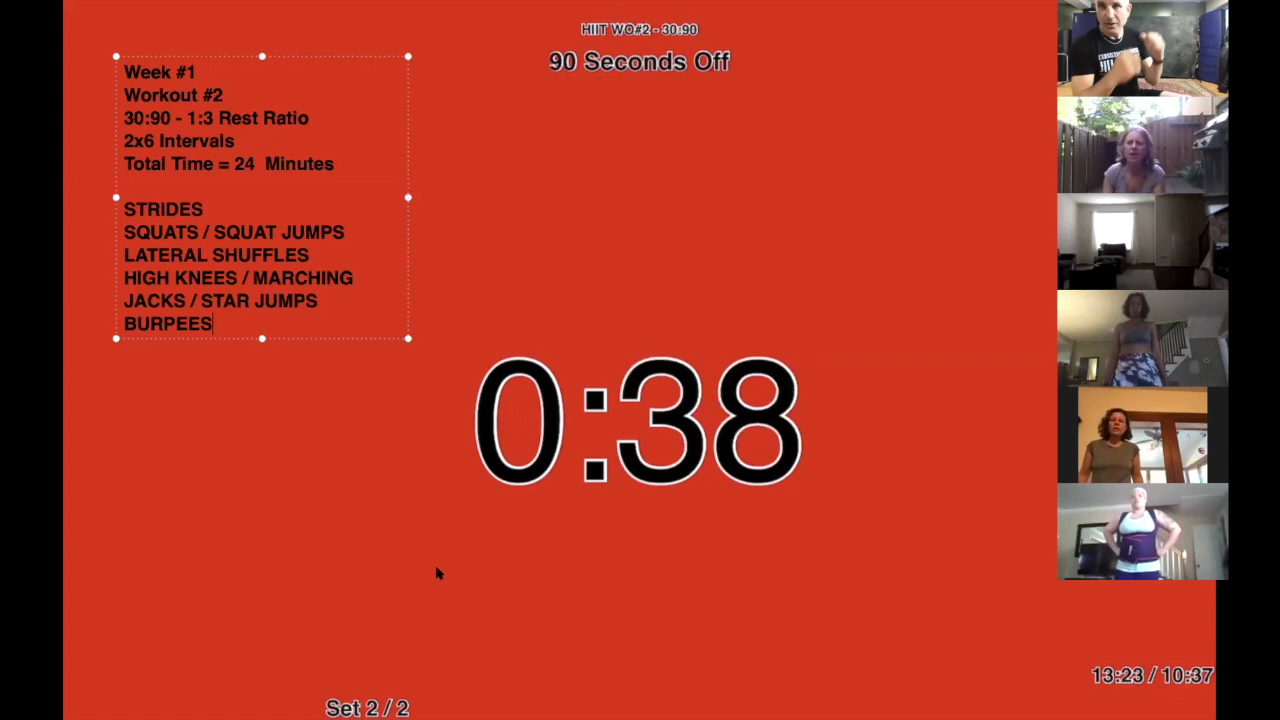 HIIT WO#2 - 30:90
90 Seconds Off
Week #1
Workout #2
30:90 - 1:3 Rest Ratio
2x6 Intervals
Total Time = 24  Minutes
STRIDES
SQUATS / SQUAT JUMPS
LATERAL SHUFFLES
HIGH KNEES / MARCHING
JACKS / STAR JUMPS
BURPEES
0:38
13:23 / 10:37
Set 2 / 2